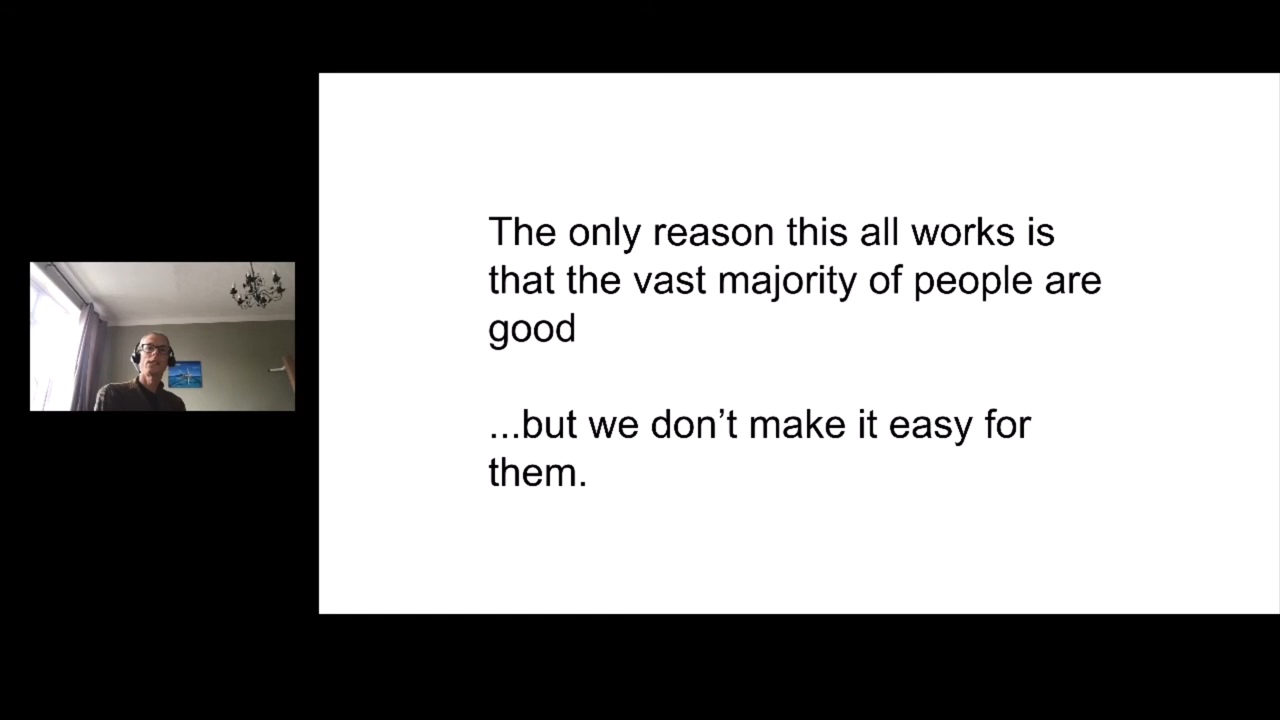 The only reason this all works is
that the vast majority of people are
good
...but we don’t make it easy for
them.